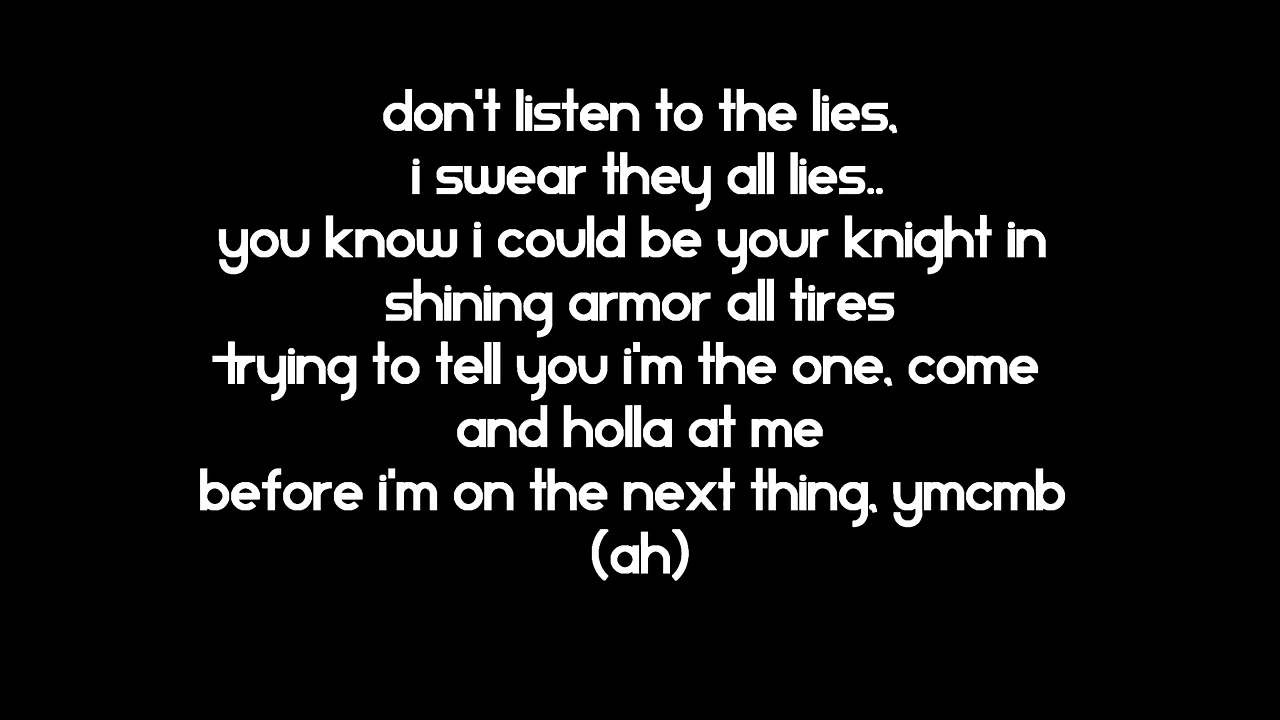 don't listen to the lies,
i swear they all lies..
you know i could be your knight in
shining armor all tires
trying to tell you i'm the one, come
and holla at me
before i'm on the next thing, ymcmb
(ah)